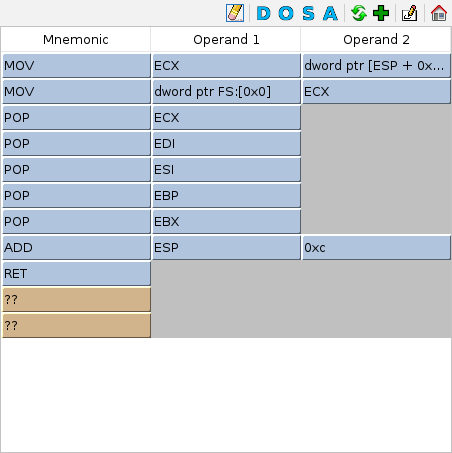 D O S A
Mnemonic Operand 1 Operand 2
MOV ECX dword ptr [ESP + 0x...
MOV dword ptr FS:[0x0] ECX
POP ECX
POP EDI
POP ESI
POP EBP
POP EBX
ADD ESP 0xc
RET
??
??